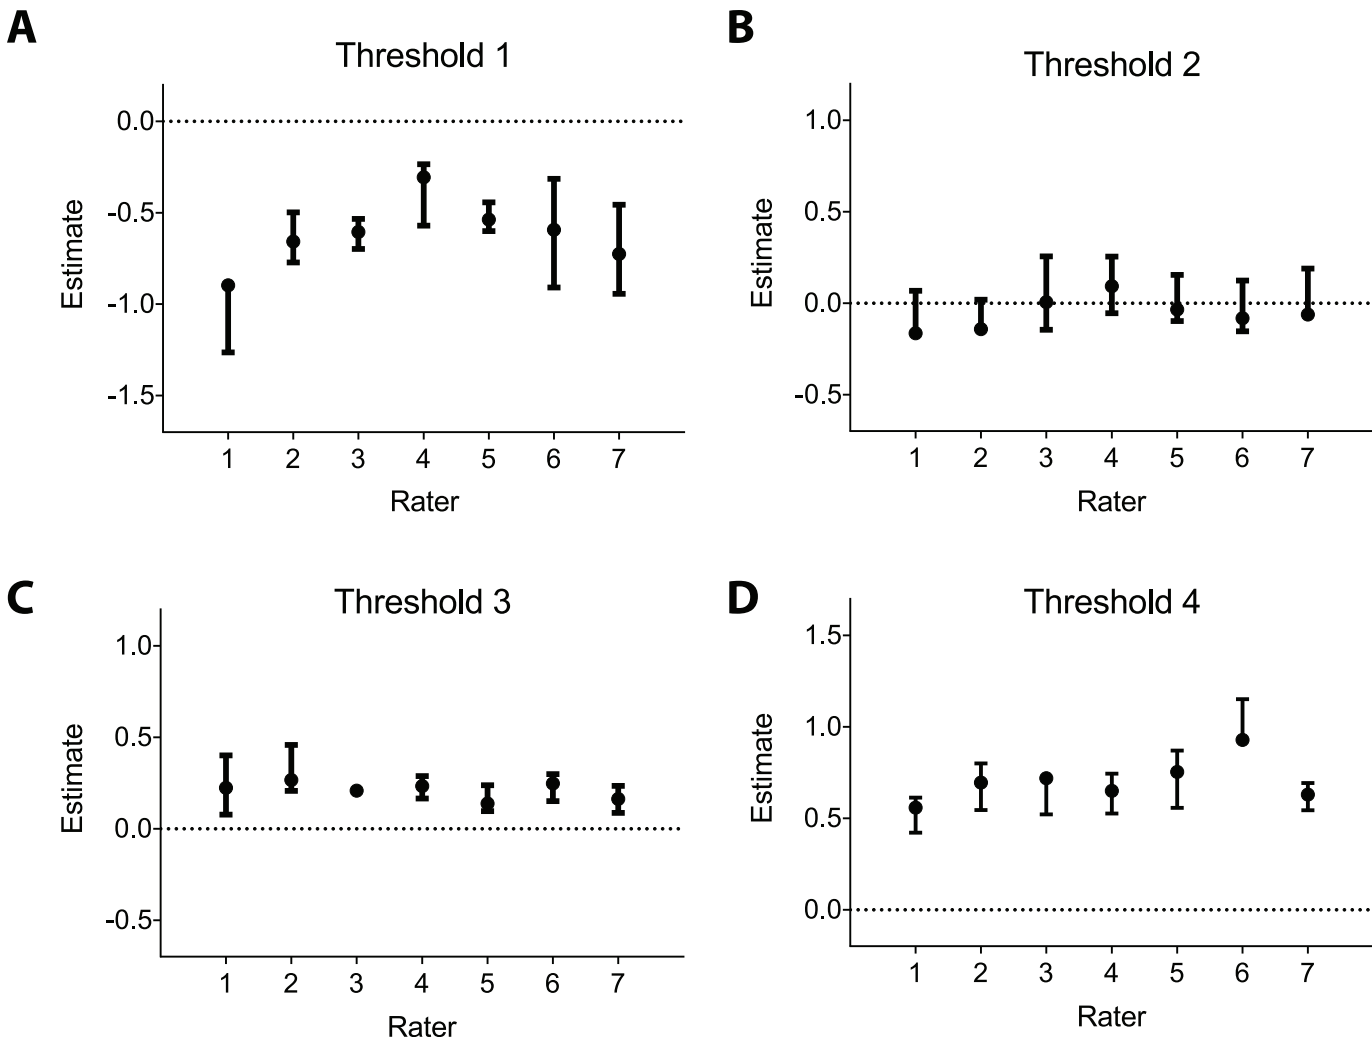 A
Threshold 1
Estimate
0.0
-0.5
-1.0
-1.5
1 2 3 4 5 6 7
Rater
B
Threshold 2
Estimate
1.0
0.5
0.0
-0.5
1 2 3 4 5 6 7
Rater
C
Threshold 3
Estimate
1.0
0.5
0.0
-0.5
1 2 3 4 5 6 7
Rater
D
Threshold 4
Estimate
1.5
1.0
0.5
0.0
1 2 3 4 5 6 7
Rater